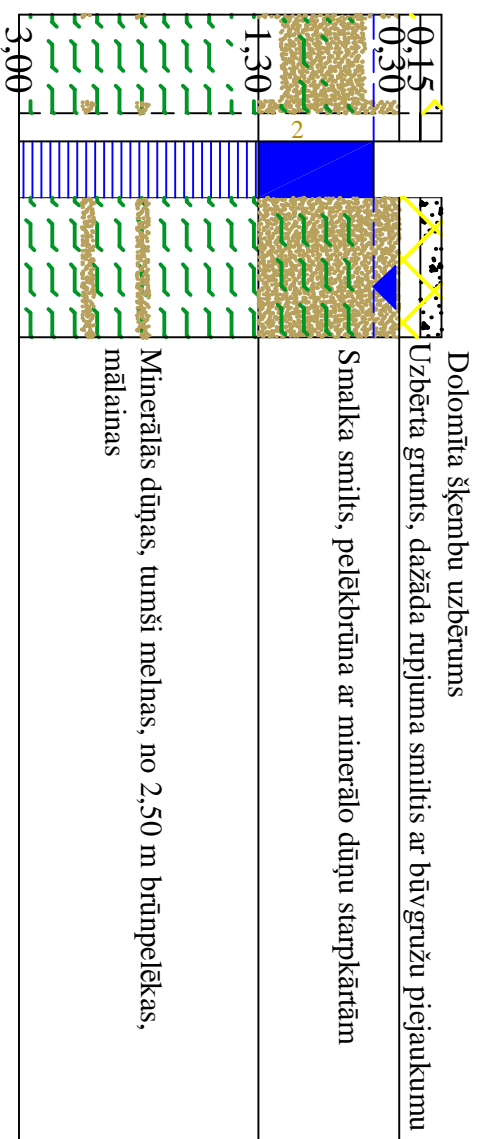 Dolomīta šķembu uzbērums
0,15
Uzbērta grunts, dažāda rupjuma smiltis ar būvgružu piejaukumu
0,30
Smalka smilts, pelēkbrūna ar minerālo dūņu starpkārtām
2
1,30
Minerālās dūņas, tumši melnas, no 2,50 m brūnpelēkas,
mālainas
3,00